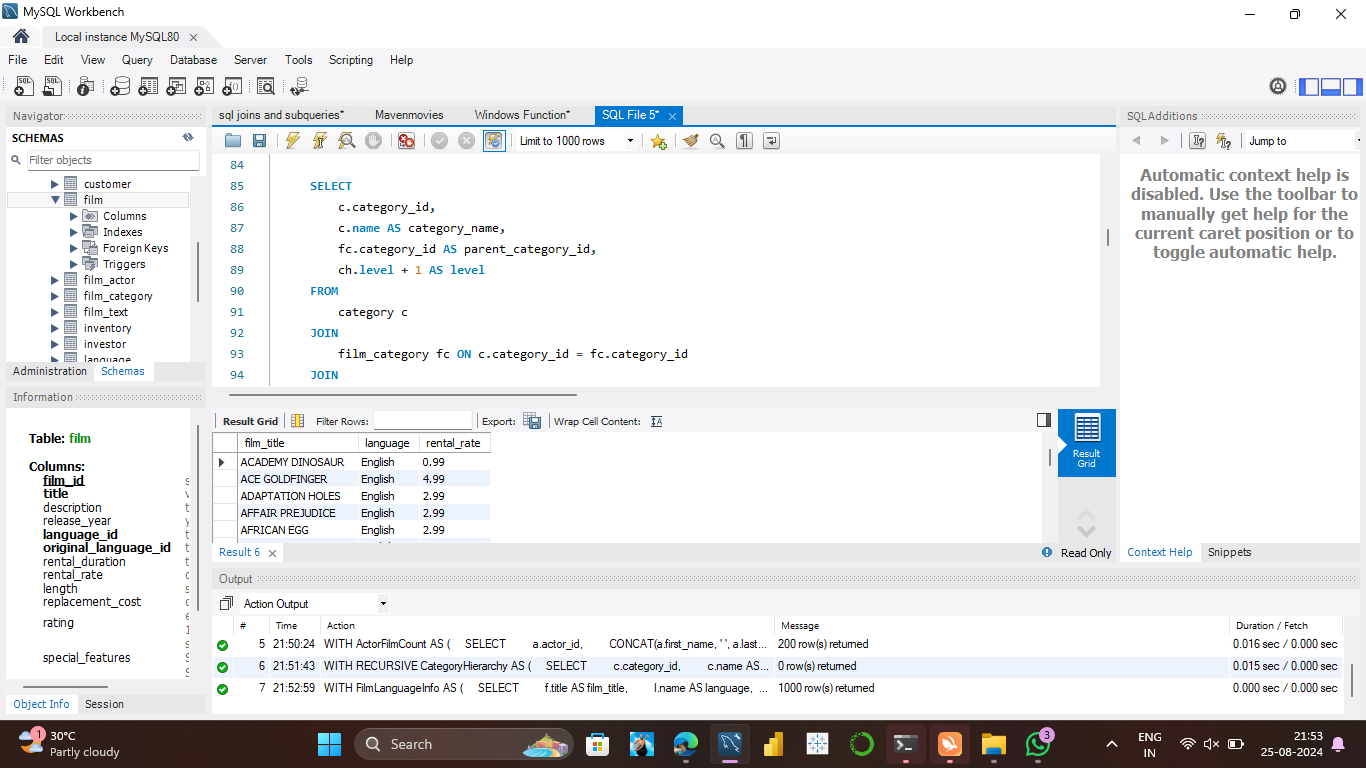 MySQL Workbench
Local instance MySQL80
File Edit View Query Database Server Tools Scripting Help
Navigator
SCHEMAS
Filter objects
customer
film
Columns
Indexes
Foreign Keys
Triggers
film_actor
film_category
film_text
inventory
investor
language
Administration Schemas
Information
Table: film
Columns:
film_id
title
description
release_year
language_id
original_language_id
rental_duration
rental_rate
length
replacement_cost
rating
special_features
Object Info Session
sql joins and subqueries* Mavenmovies Windows Function* SQL File 5*
Limit to 1000 rows
84
85 SELECT
86 c.category_id,
87 c.name AS category_name,
88 fc.category_id AS parent_category_id,
89 ch.level + 1 AS level
90 FROM
91 category c
92 JOIN
93 film_category fc ON c.category_id = fc.category_id
94 JOIN
Result Grid Filter Rows: Export: Wrap Cell Content:
film_title language rental_rate
ACADEMY DINOSAUR English 0.99
ACE GOLDFINGER English 4.99
ADAPTATION HOLES English 2.99
AFFAIR PREJUDICE English 2.99
AFRICAN EGG English 2.99
Result
Grid
Result 6
Read Only
SQLAdditions
Jump to
Automatic context help is
disabled. Use the toolbar to
manually get help for the
current caret position or to
toggle automatic help.
Context Help Snippets
Output
Action Output
# Time Action Message Duration / Fetch
5 21:50:24 WITH ActorFilmCount AS ( SELECT a.actor_id, CONCAT(a.first_name, ' ', a.last... 200 row(s) returned 0.016 sec / 0.000 sec
6 21:51:43 WITH RECURSIVE CategoryHierarchy AS ( SELECT c.category_id, c.name AS... 0 row(s) returned 0.015 sec / 0.000 sec
7 21:52:59 WITH FilmLanguageInfo AS ( SELECT f.title AS film_title, l.name AS language, ... 1000 row(s) returned 0.000 sec / 0.000 sec
1
30°C
Partly cloudy
Search
3
ENG
IN
21:53
25-08-2024